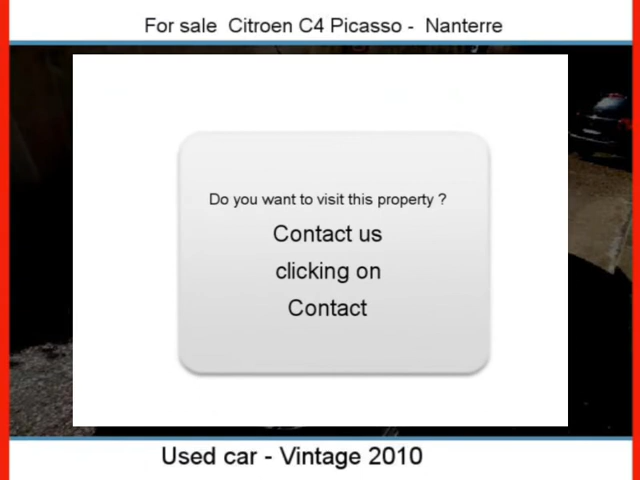 For sale Citroen C4 Picasso - Nanterre
Do you want to visit this property ?
Contact us
clicking on
Contact
Used car - Vintage 2010